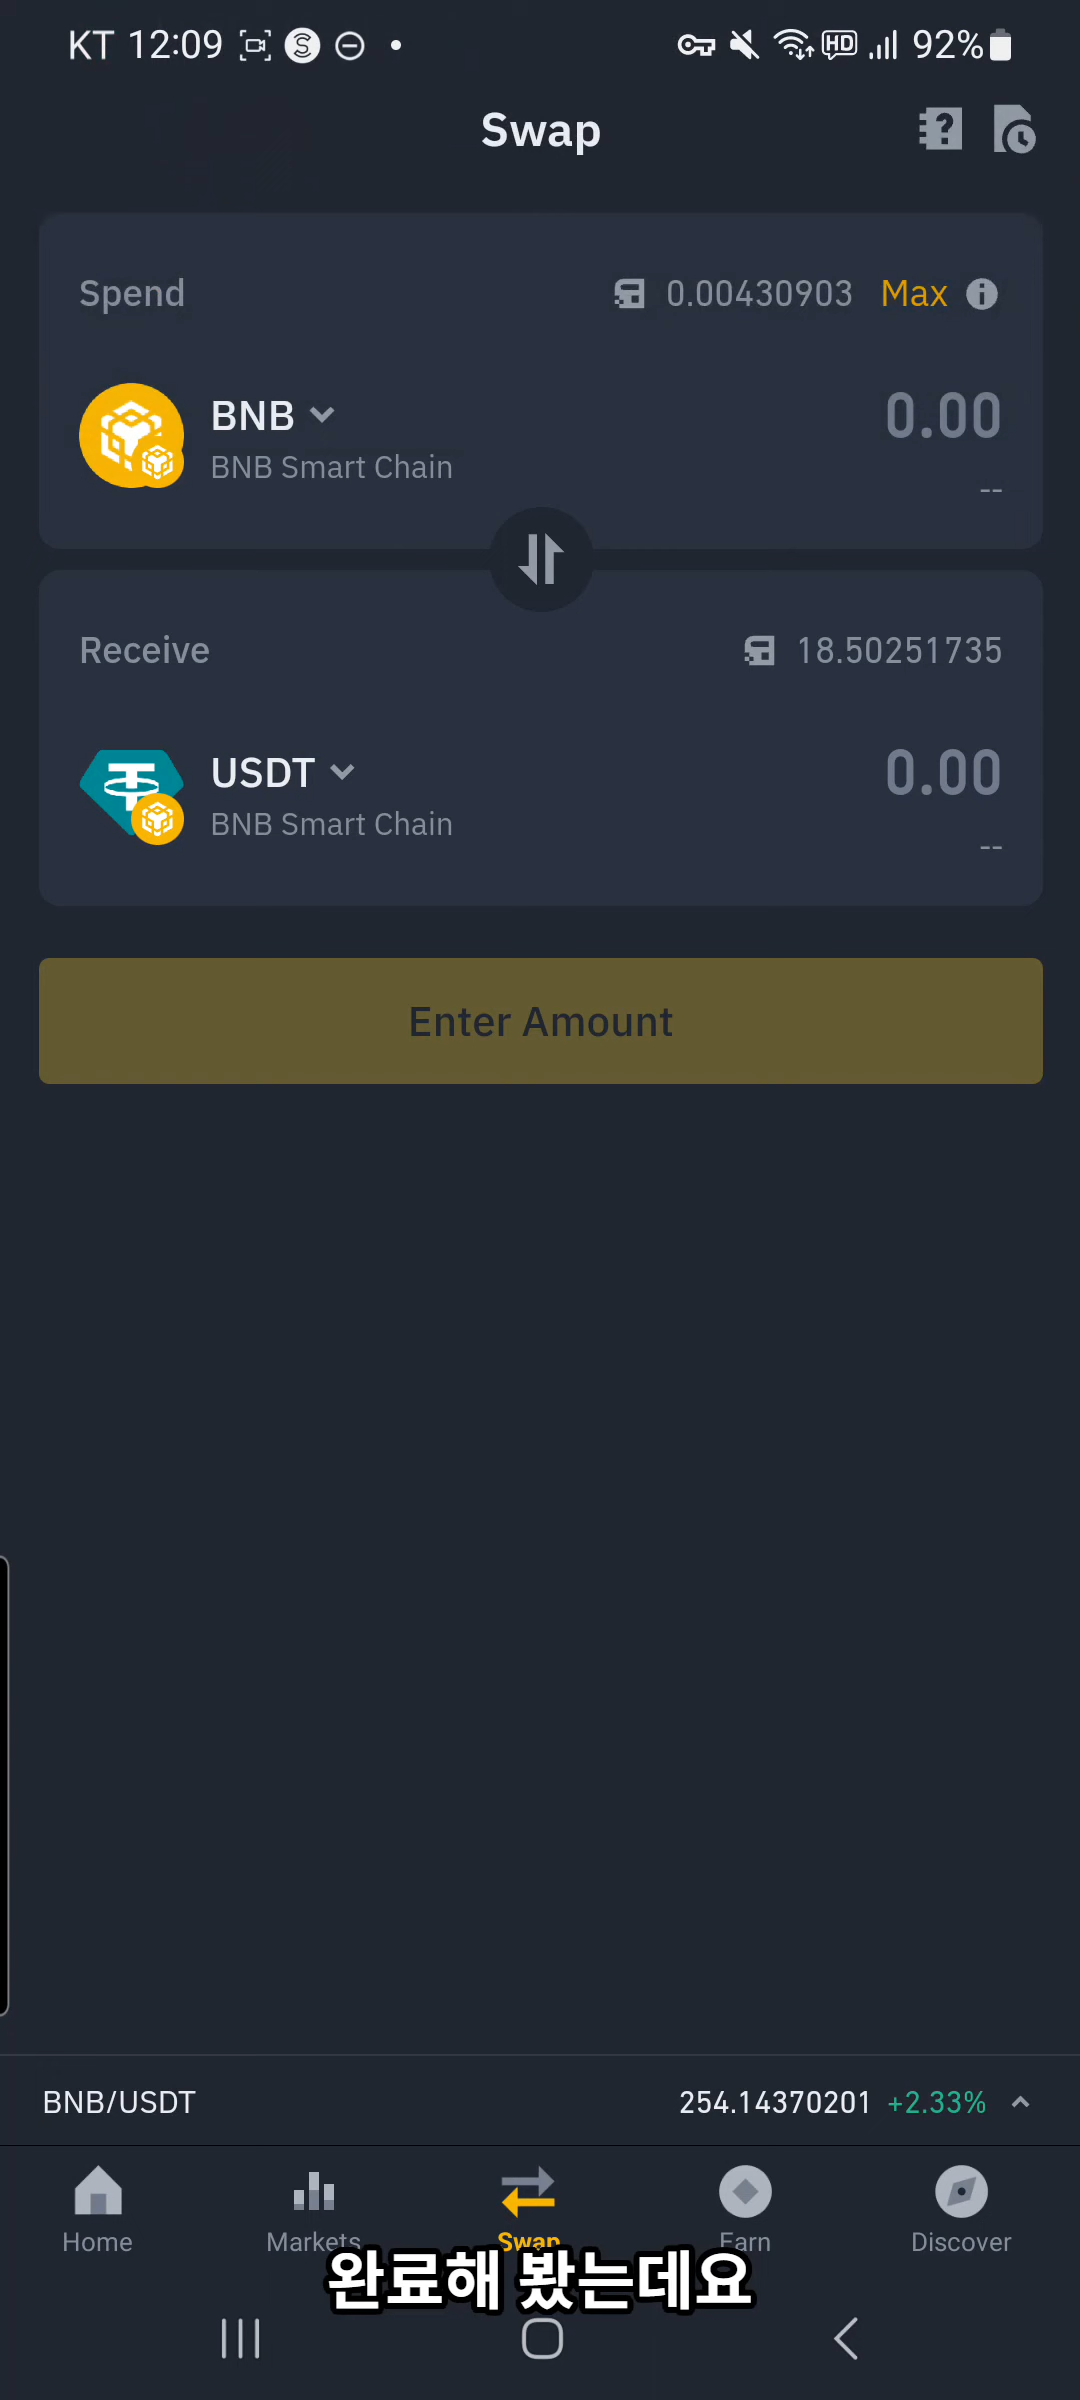 KT 12:09 HD 92%
Swap
Spend 0.00430903 Max
BNB 0.00
BNB Smart Chain
--
Receive 18.50251735
USDT 0.00
BNB Smart Chain
--
Enter Amount
BNB/USDT 254.14370201 +2.33%
Home Markets Swap Earn Discover
완료해 봤는데요